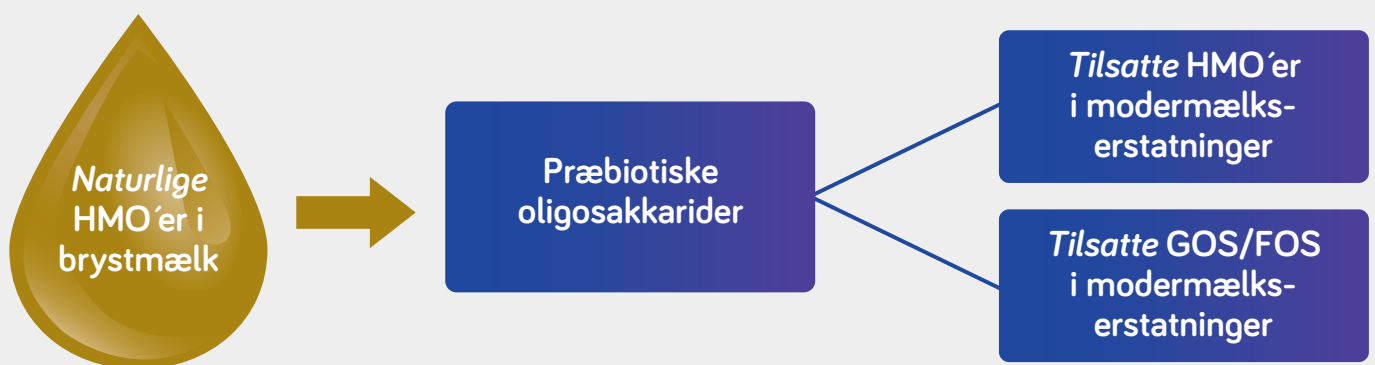 Naturlige
HMO´er i
brystmælk
Præbiotiske
oligosakkarider
Tilsatte HMO´er
i modermælks-
erstatninger
Tilsatte GOS/FOS
i modermælks-
erstatninger